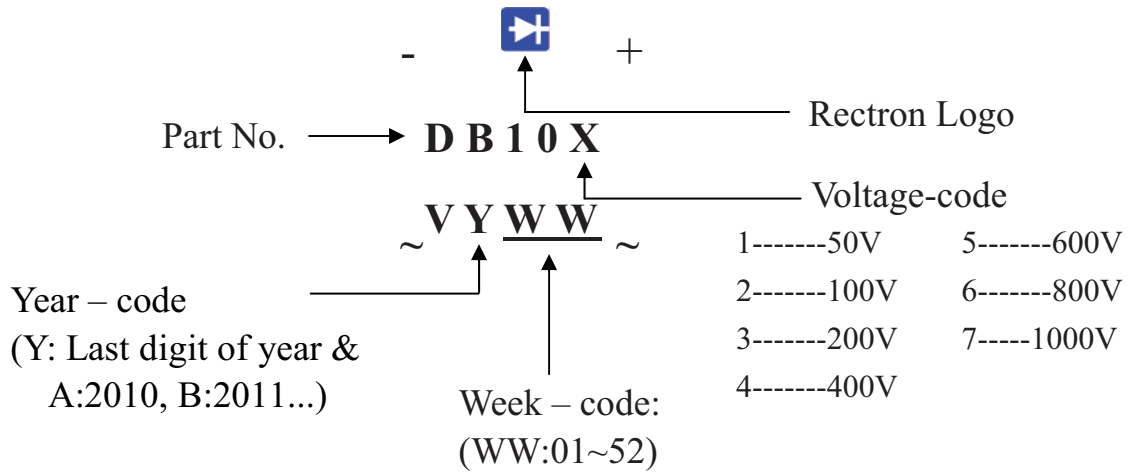 - +
Rectron Logo
Part No. D B 1 0 X
Voltage-code
~ V Y W W ~
1-------50V 5-------600V
2-------100V 6-------800V
3-------200V 7-----1000V
4-------400V
Year – code
(Y: Last digit of year &
A:2010, B:2011...)
Week – code:
(WW:01~52)